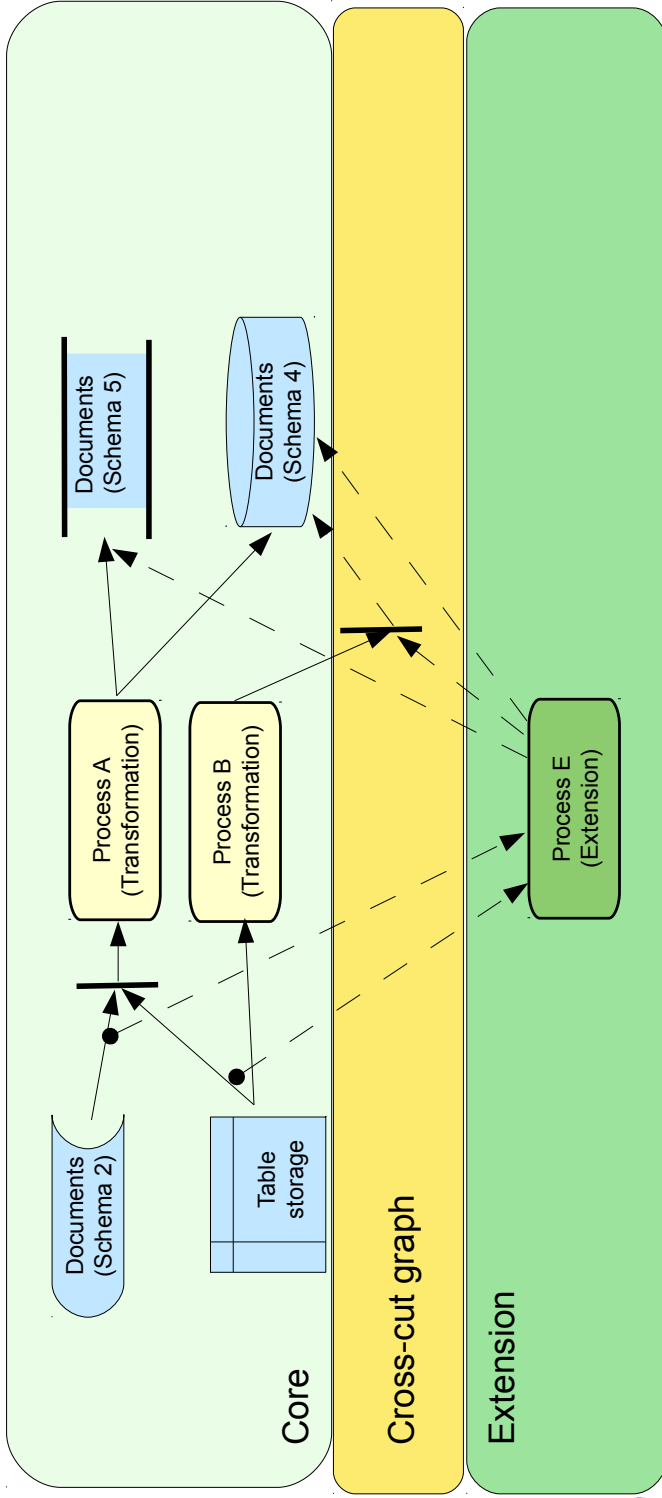 Documents
(Schema 2)
Process A
(Transformation)
Documents
(Schema 5)
Table
storage
Process B
(Transformation)
Documents
(Schema 4)
Core
Cross-cut graph
Process E
(Extension)
Extension